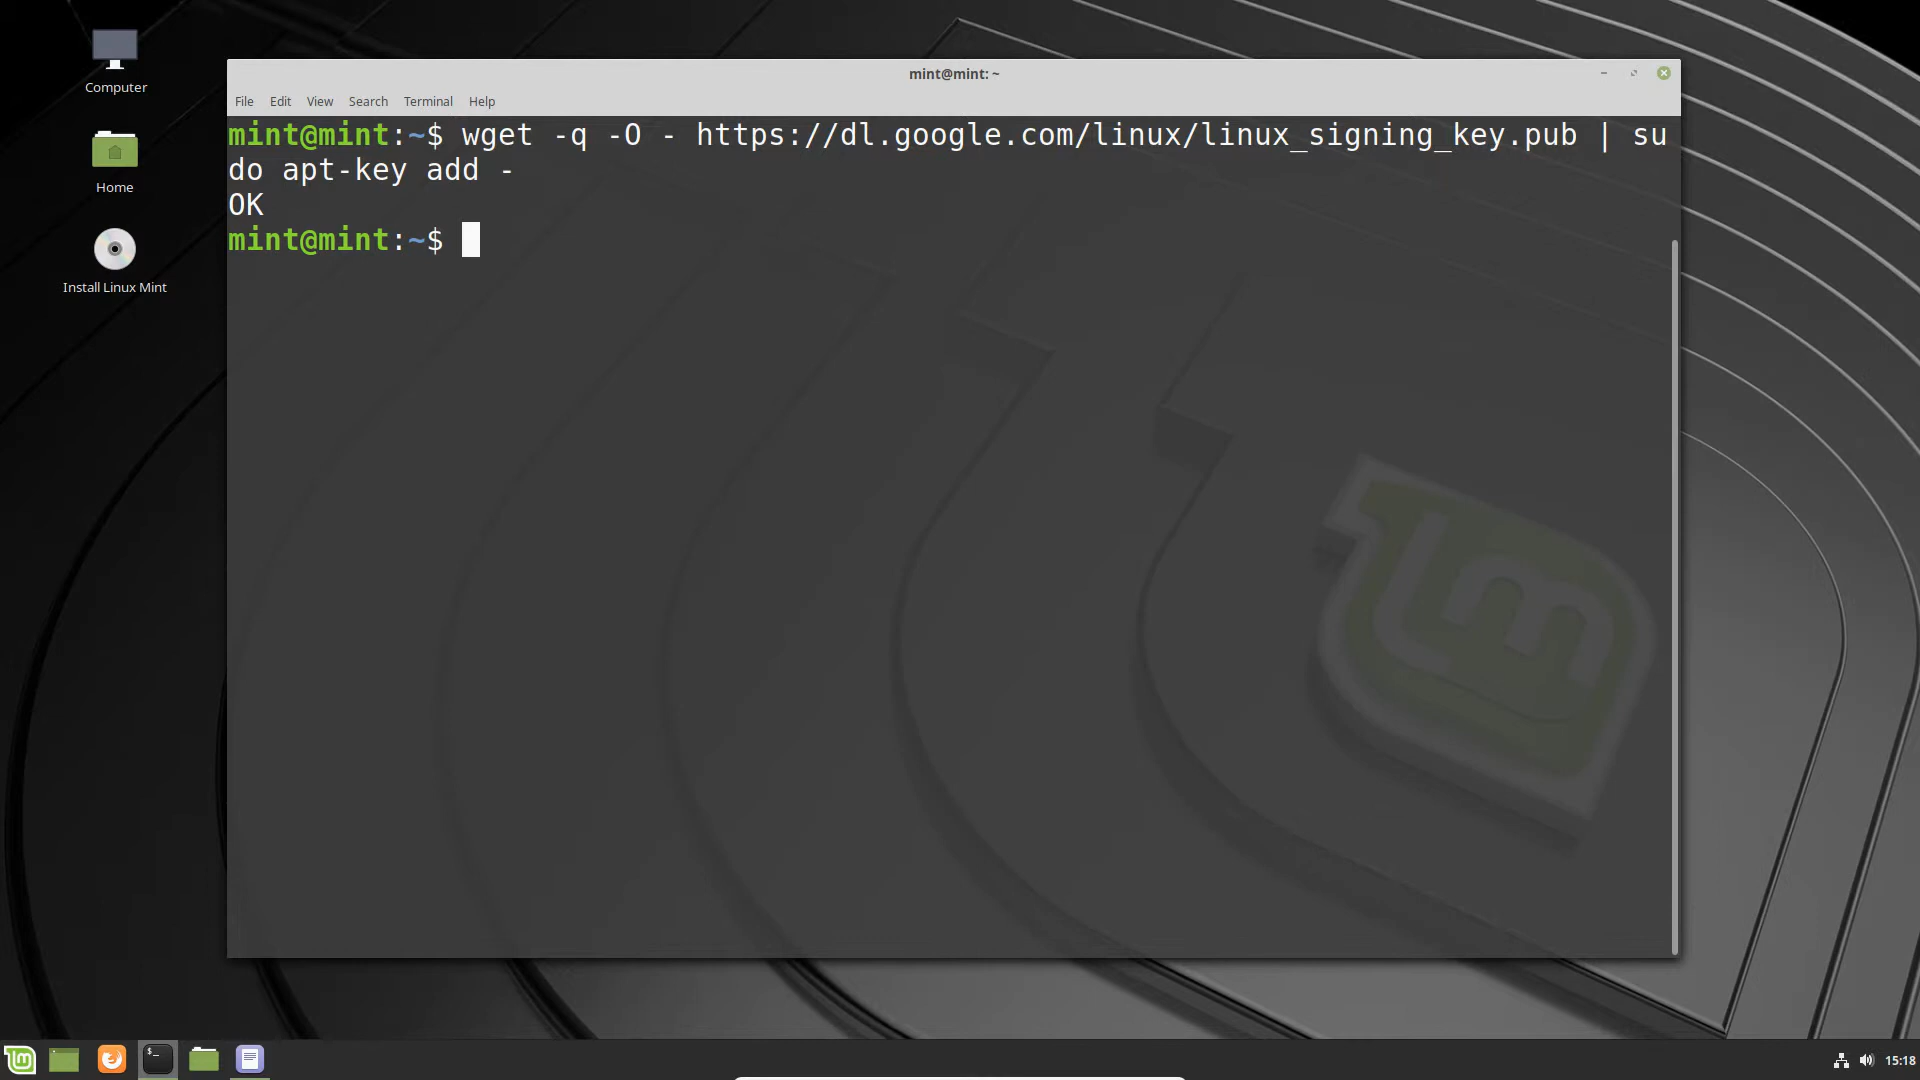 Computer
Home
Install Linux Mint
mint@mint: ~
File Edit View Search Terminal Help
mint@mint:~$ wget -q -O - https://dl.google.com/linux/linux_signing_key.pub | su
do apt-key add -
OK
mint@mint:~$
15:18